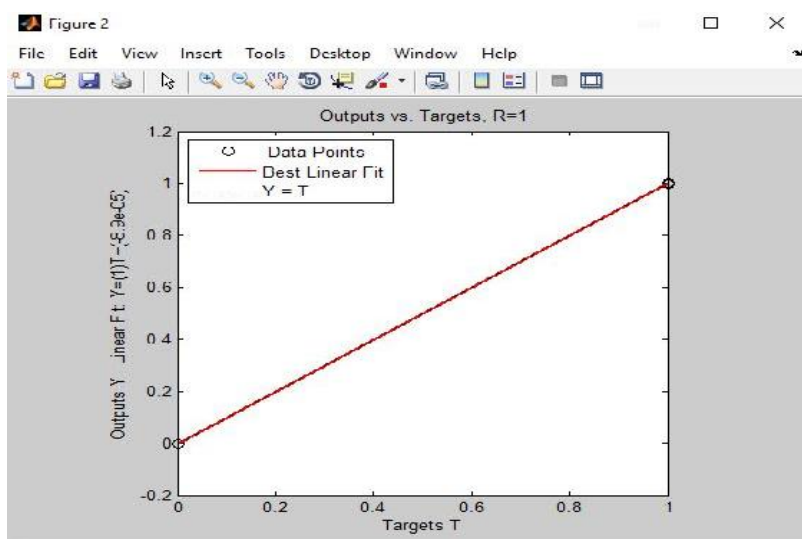 Figure 2
File Edit View Insert Tools Desktop Window Help
Outputs vs. Targets, R=1
1.2
1
0.8
0.6
0.4
0.2
0
-0.2
Data Points
Best Linear Fit
Y = T
Outputs Y Linear Fit: Y=(1)T+
0 0.2 0.4 0.6 0.8 1
Targets T